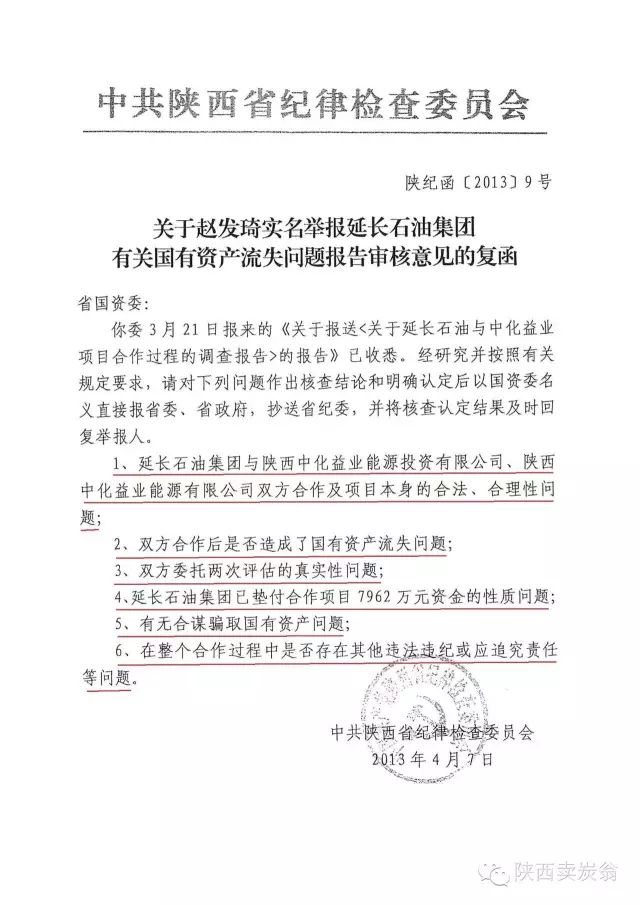 中共陕西省纪律检查委员会
陕纪函〔2013〕9号
关于赵发琦实名举报延长石油集团
有关国有资产流失问题报告审核意见的复函
省国资委：
你委3月21日报来的《关于报送<关于延长石油与中化益业
项目合作过程的调查报告>的报告》已收悉。经研究并按照有关
规定要求，请对下列问题作出核查结论和明确认定后以国资委名
义直接报省委、省政府，抄送省纪委，并将核查认定结果及时回
复举报人。
1、延长石油集团与陕西中化益业能源投资有限公司、陕西
中化益业能源有限公司双方合作及项目本身的合法、合理性问
题；
2、双方合作后是否造成了国有资产流失问题；
3、双方委托两次评估的真实性问题；
4、延长石油集团已垫付合作项目7962万元资金的性质问题；
5、有无合谋骗取国有资产问题；
6、在整个合作过程中是否存在其他违法违纪或应追究责任
等问题。
中共陕西省纪律检查委员会
2013年4月7日
陕西卖炭翁